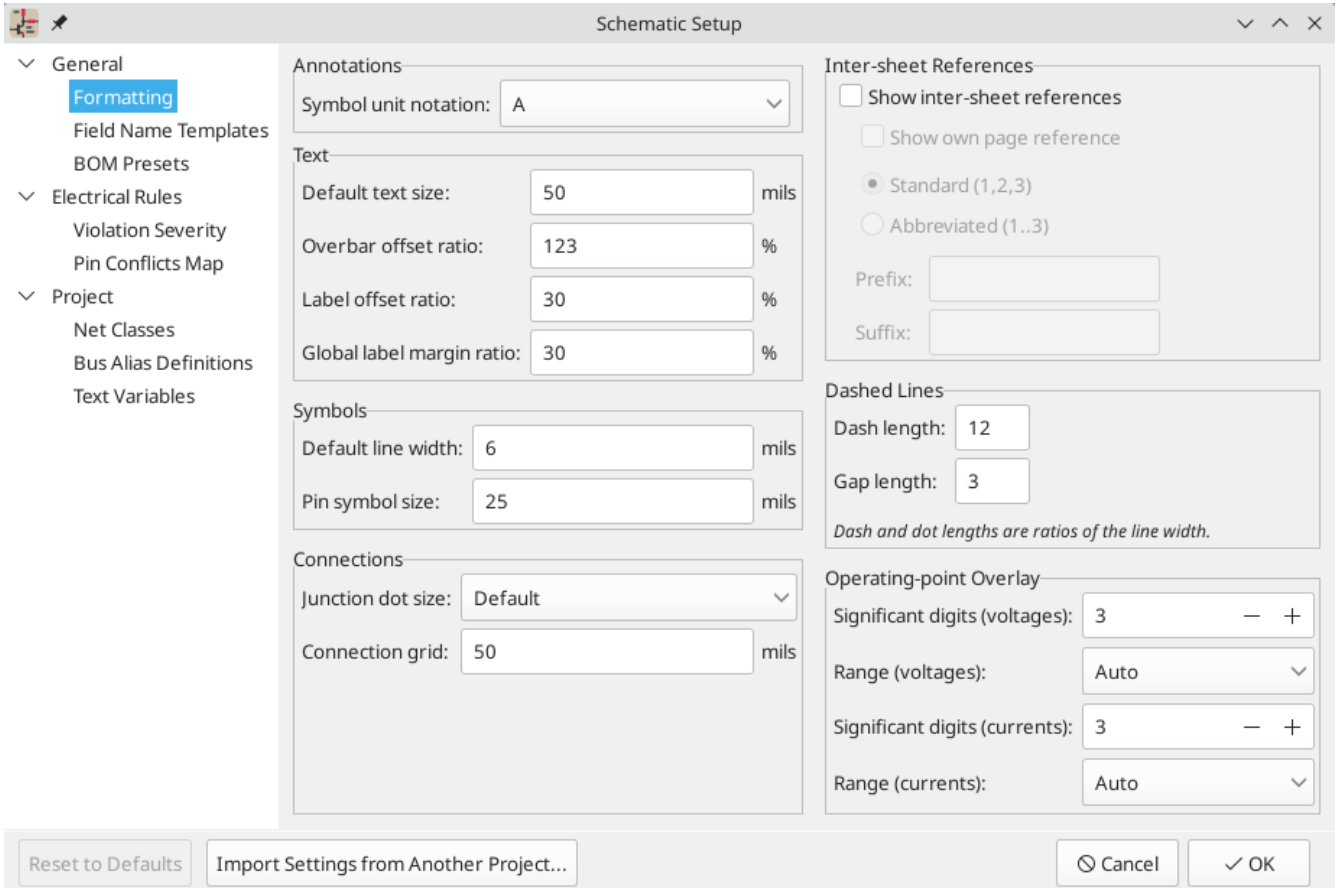 Schematic Setup
General
Formatting
Field Name Templates
BOM Presets
Electrical Rules
Violation Severity
Pin Conflicts Map
Project
Net Classes
Bus Alias Definitions
Text Variables
Annotations
Symbol unit notation: A
Text
Default text size: 50 mils
Overbar offset ratio: 123 %
Label offset ratio: 30 %
Global label margin ratio: 30 %
Symbols
Default line width: 6 mils
Pin symbol size: 25 mils
Connections
Junction dot size: Default
Connection grid: 50 mils
Inter-sheet References
Show inter-sheet references
Show own page reference
Standard (1,2,3)
Abbreviated (1..3)
Prefix:
Suffix:
Dashed Lines
Dash length: 12
Gap length: 3
Dash and dot lengths are ratios of the line width.
Operating-point Overlay
Significant digits (voltages): 3
Range (voltages): Auto
Significant digits (currents): 3
Range (currents): Auto
Reset to Defaults
Import Settings from Another Project...
Cancel
OK